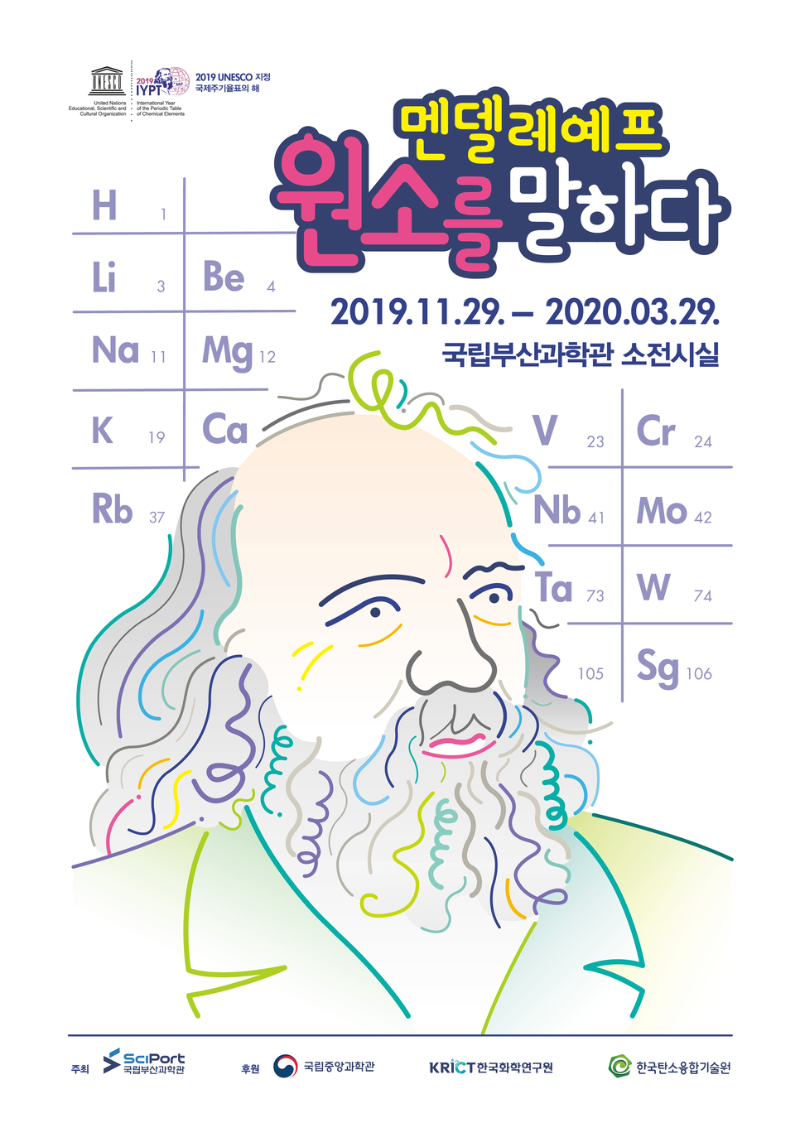 UNESCO
United Nations
Educational, Scientific and
Cultural Organization
2019
IYPT
International Year
of the Periodic Table
of Chemical Elements
2019 UNESCO 지정
국제주기율표의 해
멘델레예프
원소를 말하다
2019.11.29. – 2020.03.29.
국립부산과학관 소전시실
H 1
Li 3 Be 4
Na 11 Mg 12
K 19 Ca V 23 Cr 24
Rb 37 Nb 41 Mo 42
Ta 73 W 74
105 Sg 106
주최 SciPort
국립부산과학관
후원 국립중앙과학관 KRICT 한국화학연구원 한국탄소융합기술원